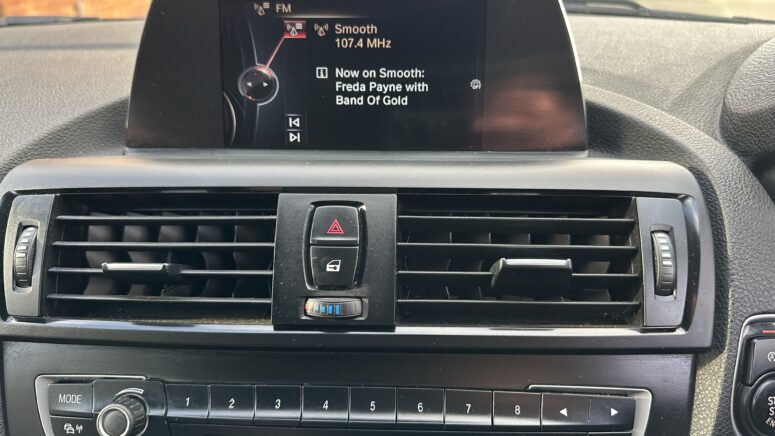 FM
Smooth
107.4 MHz
Now on Smooth:
Freda Payne with
Band Of Gold
MODE
1 2 3 4 5 6 7 8